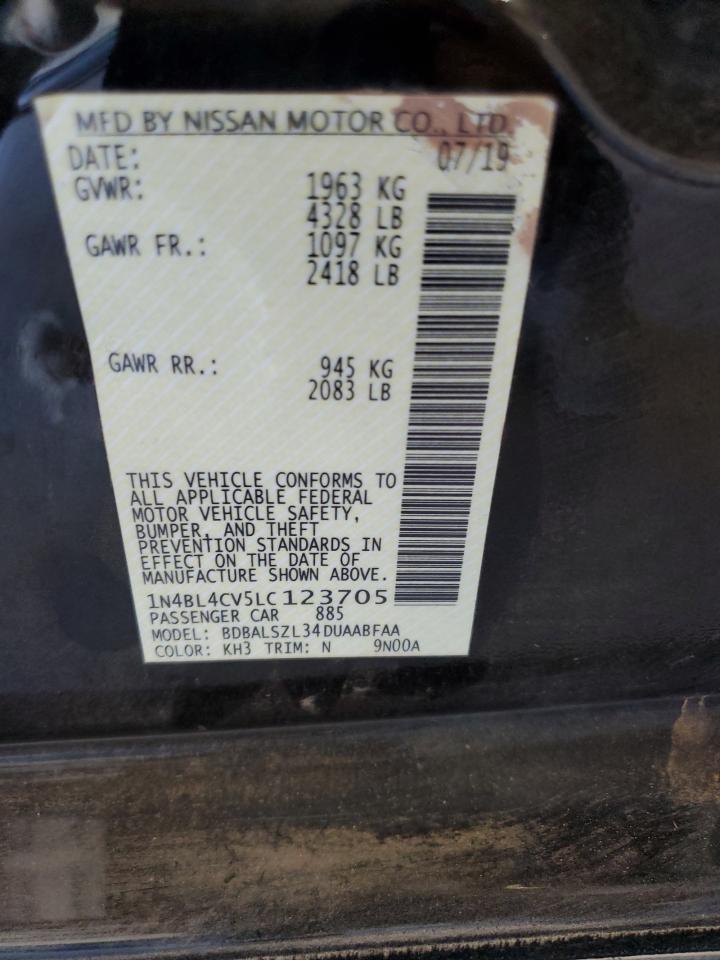 MFD BY NISSAN MOTOR CO., LTD.
DATE: 07/19
GVWR: 1963 KG
4328 LB
GAWR FR.: 1097 KG
2418 LB
GAWR RR.: 945 KG
2083 LB
THIS VEHICLE CONFORMS TO
ALL APPLICABLE FEDERAL
MOTOR VEHICLE SAFETY,
BUMPER, AND THEFT
PREVENTION STANDARDS IN
EFFECT ON THE DATE OF
MANUFACTURE SHOWN ABOVE.
1N4BL4CV5LC123705
PASSENGER CAR 885
MODEL: BDBALSZL34DUAABFAA
COLOR: KH3 TRIM: N 9N00A